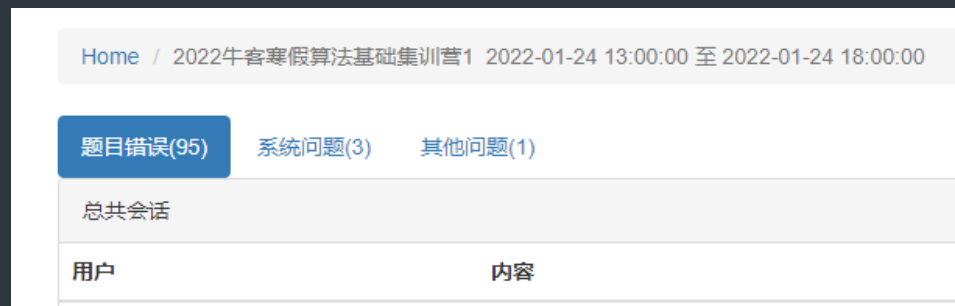 Home / 2022牛客寒假算法基础集训营1 2022-01-24 13:00:00 至 2022-01-24 18:00:00
题目错误(95) 系统问题(3) 其他问题(1)
总共会话
用户 内容